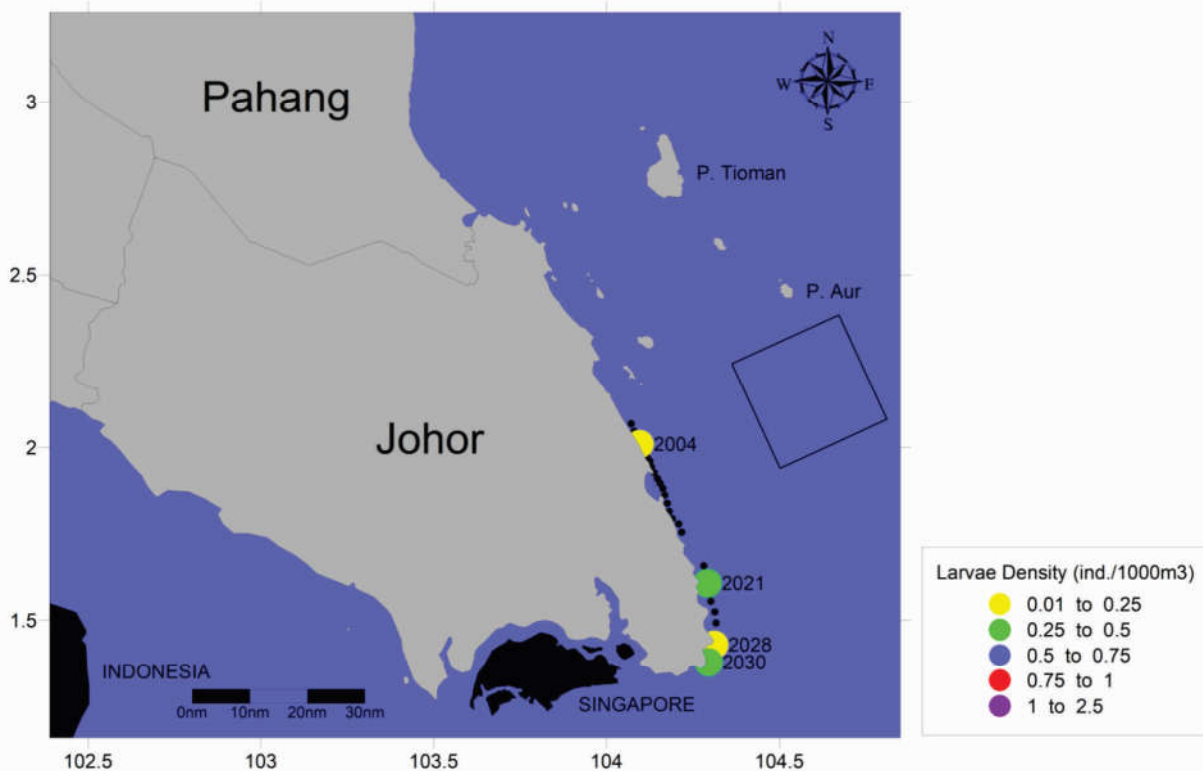 N
W E
S
3
Pahang
P. Tioman
2.5
P. Aur
2
Johor
2004
1.5
2021
2028
2030
INDONESIA
0nm 10nm 20nm 30nm
SINGAPORE
102.5 103 103.5 104 104.5
Larvae Density (ind./1000m3)
0.01 to 0.25
0.25 to 0.5
0.5 to 0.75
0.75 to 1
1 to 2.5